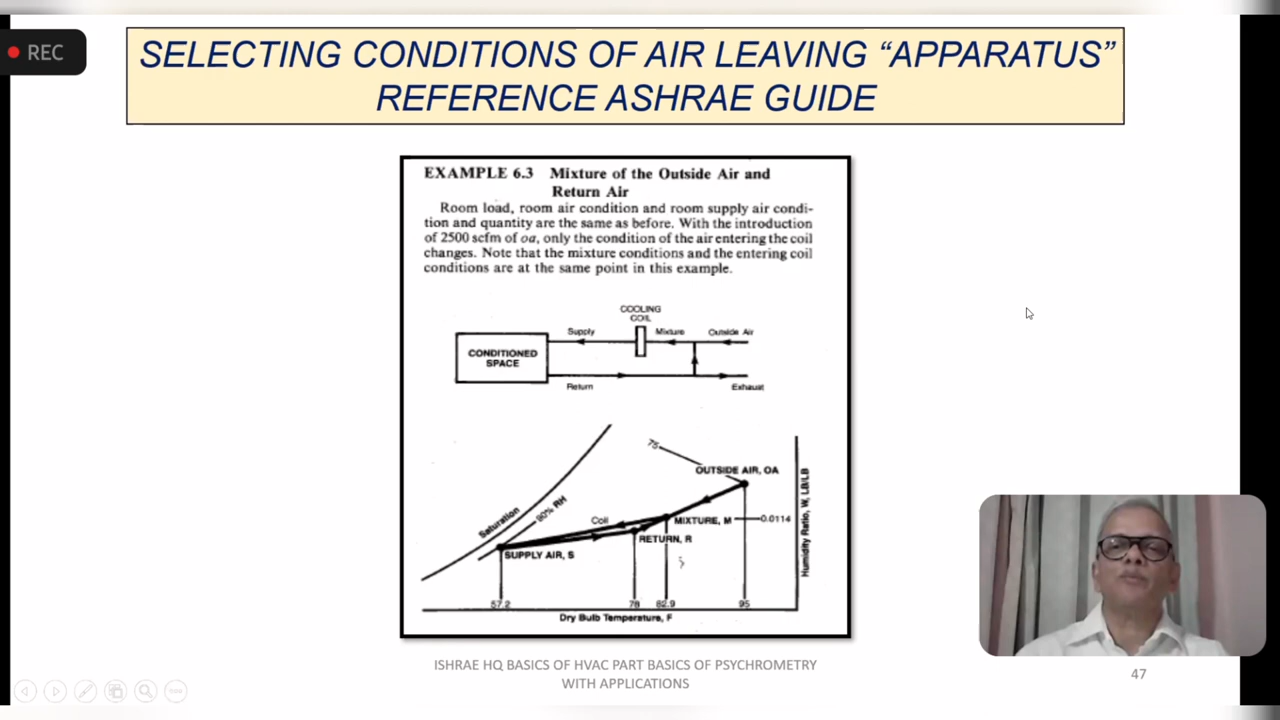 REC
SELECTING CONDITIONS OF AIR LEAVING “APPARATUS”
REFERENCE ASHRAE GUIDE
EXAMPLE 6.3 Mixture of the Outside Air and
Return Air
Room load, room air condition and room supply air condi-
tion and quantity are the same as before. With the introduction
of 2500 scfm of oa, only the condition of the air entering the coil
changes. Note that the mixture conditions and the entering coil
conditions are at the same point in this example.
COOLING
COIL
Supply
Mixture
Outside Air
CONDITIONED
SPACE
Return
Exhaust
75
OUTSIDE AIR, OA
Saturation
90% RH
Coil
MIXTURE, M
0.0114
RETURN, R
SUPPLY AIR, S
Humidity Ratio, W, LB/LB
57.2
78
82.9
95
Dry Bulb Temperature, F
ISHRAE HQ BASICS OF HVAC PART BASICS OF PSYCHROMETRY
WITH APPLICATIONS
47